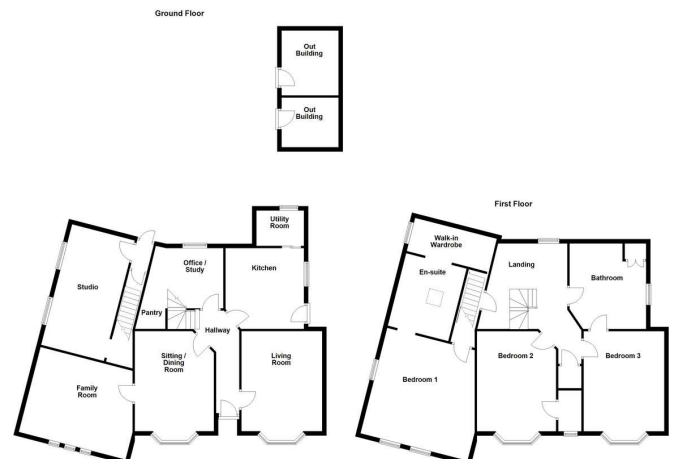 Ground Floor
Out
Building
Out
Building
Utility
Room
Office /
Study
Kitchen
Studio
Pantry
Hallway
Sitting /
Dining
Room
Living
Room
Family
Room
First Floor
Walk-in
Wardrobe
Landing
En-suite
Bathroom
Bedroom 1
Bedroom 2
Bedroom 3